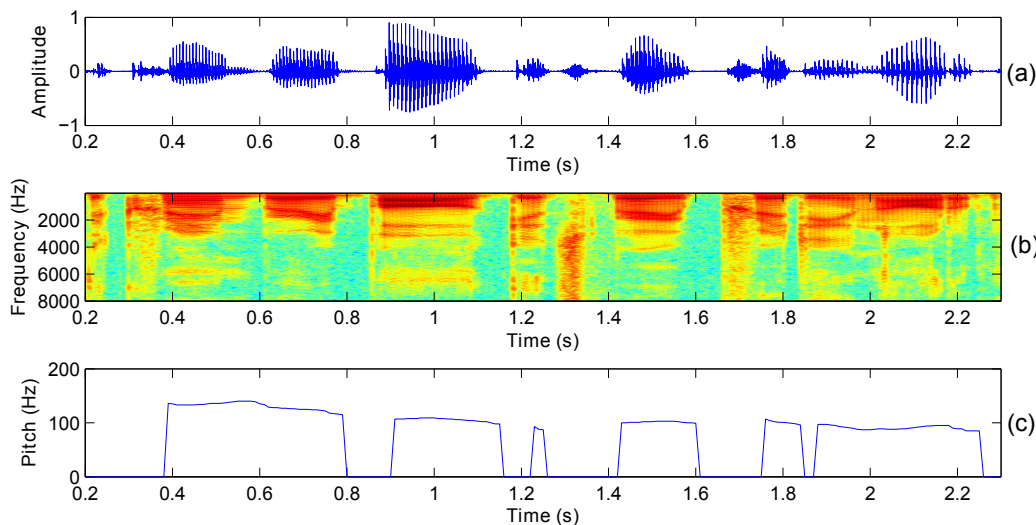 1
0
−1
Amplitude
0.2 0.4 0.6 0.8 1 1.2 1.4 1.6 1.8 2 2.2
Time (s)
(a)
2000
4000
6000
8000
Frequency (Hz)
0.2 0.4 0.6 0.8 1 1.2 1.4 1.6 1.8 2 2.2
Time (s)
(b)
200
100
0
Pitch (Hz)
0.2 0.4 0.6 0.8 1 1.2 1.4 1.6 1.8 2 2.2
Time (s)
(c)